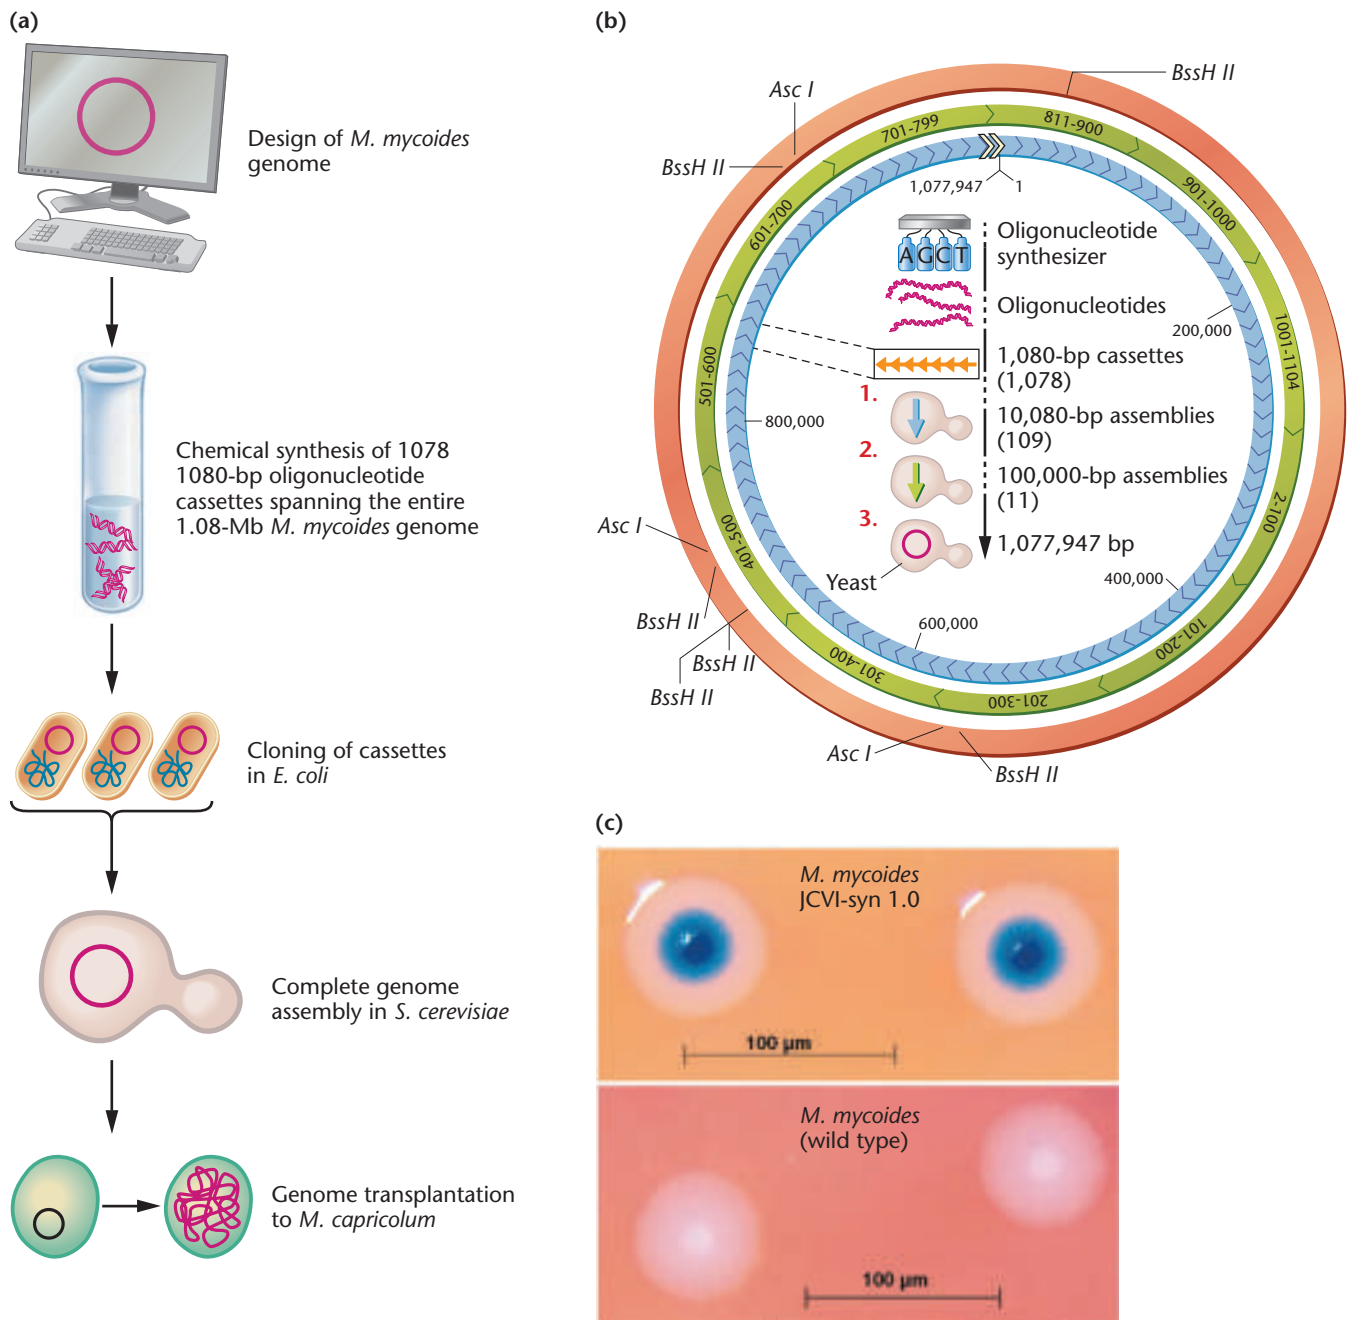 (a)
Design of M. mycoides
genome
Chemical synthesis of 1078
1080-bp oligonucleotide
cassettes spanning the entire
1.08-Mb M. mycoides genome
Cloning of cassettes
in E. coli
Complete genome
assembly in S. cerevisiae
Genome transplantation
to M. capricolum
(b)
BssH II
Asc I
BssH II
701-799
811-900
601-700
901-1000
501-600
1001-1104
401-500
2-100
301-400
101-200
201-300
1,077,947
1
200,000
400,000
600,000
800,000
A G C T
Oligonucleotide
synthesizer
Oligonucleotides
1,080-bp cassettes
(1,078)
1.
10,080-bp assemblies
(109)
2.
100,000-bp assemblies
(11)
3.
1,077,947 bp
Yeast
Asc I
BssH II
BssH II
BssH II
Asc I
BssH II
(c)
M. mycoides
JCVI-syn 1.0
100 µm
M. mycoides
(wild type)
100 µm